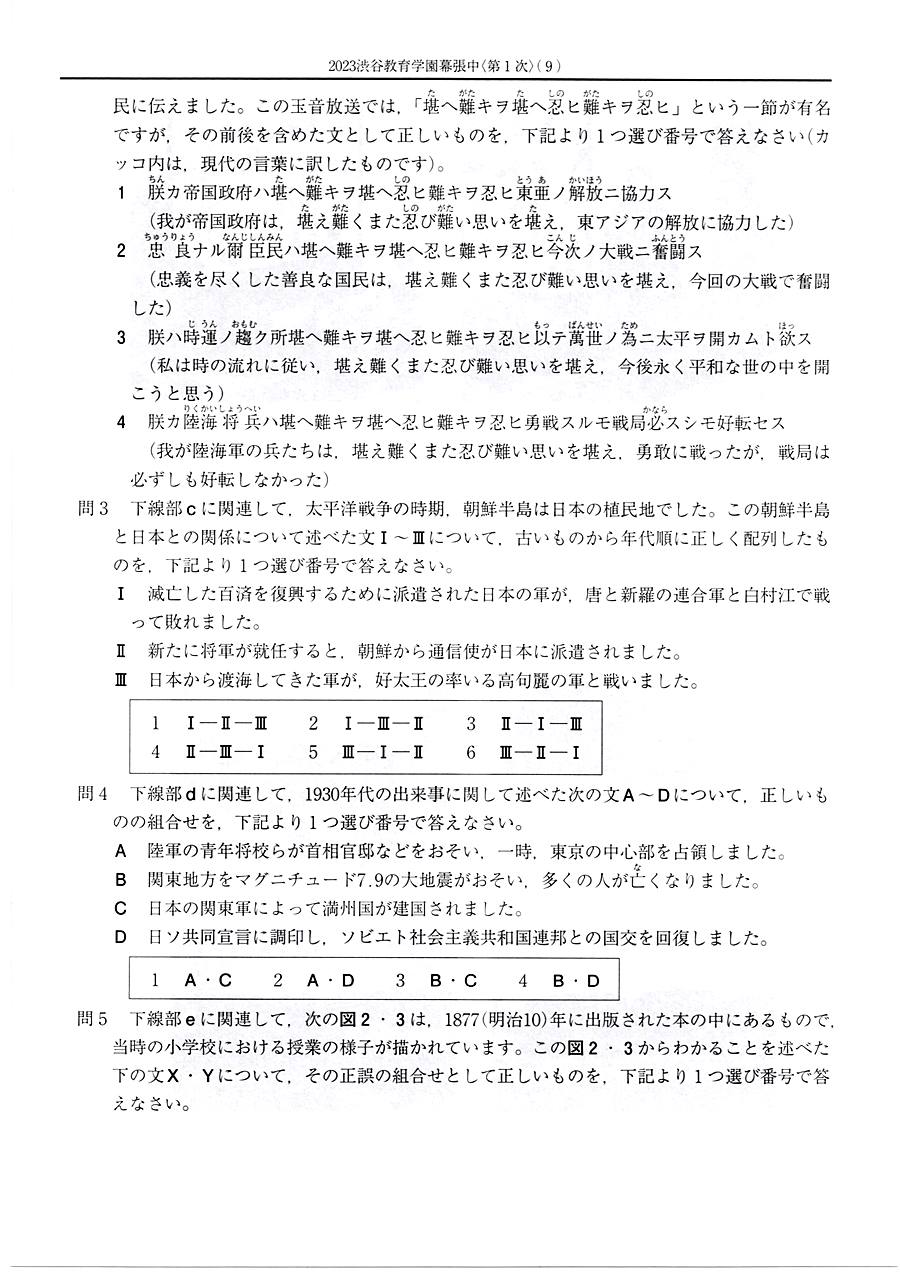 2023渋谷教育学園幕張中〈第1次〉(9)
民に伝えました。この玉音放送では，「堪へ難キヲ堪へ忍ヒ難キヲ忍ヒ」という一節が有名
ですが，その前後を含めた文として正しいものを，下記より1つ選び番号で答えなさい(カ
ッコ内は，現代の言葉に訳したものです)。
1 朕カ帝国政府ハ堪へ難キヲ堪へ忍ヒ難キヲ忍ヒ東亜ノ解放ニ協力ス
(我が帝国政府は，堪え難くまた忍び難い思いを堪え，東アジアの解放に協力した)
2 忠良ナル爾臣民ハ堪へ難キヲ堪へ忍ヒ難キヲ忍ヒ今次ノ大戦ニ奮闘ス
(忠義を尽くした善良な国民は，堪え難くまた忍び難い思いを堪え，今回の大戦で奮闘
した)
3 朕ハ時運ノ趨ク所堪へ難キヲ堪へ忍ヒ難キヲ忍ヒ以テ萬世ノ為ニ太平ヲ開カムト欲ス
(私は時の流れに従い，堪え難くまた忍び難い思いを堪え，今後永く平和な世の中を開
こうと思う)
4 朕カ陸海将兵ハ堪へ難キヲ堪へ忍ヒ難キヲ忍ヒ勇戦スルモ戦局必スシモ好転セス
(我が陸海軍の兵たちは，堪え難くまた忍び難い思いを堪え，勇敢に戦ったが，戦局は
必ずしも好転しなかった)
問3 下線部cに関連して，太平洋戦争の時期，朝鮮半島は日本の植民地でした。この朝鮮半島
と日本との関係について述べた文Ⅰ～Ⅲについて，古いものから年代順に正しく配列したも
のを，下記より1つ選び番号で答えなさい。
Ⅰ 滅亡した百済を復興するために派遣された日本の軍が，唐と新羅の連合軍と白村江で戦
って敗れました。
Ⅱ 新たに将軍が就任すると，朝鮮から通信使が日本に派遣されました。
Ⅲ 日本から渡海してきた軍が，好太王の率いる高句麗の軍と戦いました。
1 Ⅰ―Ⅱ―Ⅲ 2 Ⅰ―Ⅲ―Ⅱ 3 Ⅱ―Ⅰ―Ⅲ
4 Ⅱ―Ⅲ―Ⅰ 5 Ⅲ―Ⅰ―Ⅱ 6 Ⅲ―Ⅱ―Ⅰ
問4 下線部dに関連して，1930年代の出来事に関して述べた次の文A～Dについて，正しいも
のの組合せを，下記より1つ選び番号で答えなさい。
A 陸軍の青年将校らが首相官邸などをおそい，一時，東京の中心部を占領しました。
B 関東地方をマグニチュード7.9の大地震がおそい，多くの人が亡くなりました。
C 日本の関東軍によって満州国が建国されました。
D 日ソ共同宣言に調印し，ソビエト社会主義共和国連邦との国交を回復しました。
1 A・C 2 A・D 3 B・C 4 B・D
問5 下線部eに関連して，次の図2・3は，1877(明治10)年に出版された本の中にあるもので，
当時の小学校における授業の様子が描かれています。この図2・3からわかることを述べた
下の文X・Yについて，その正誤の組合せとして正しいものを，下記より1つ選び番号で答
えなさい。